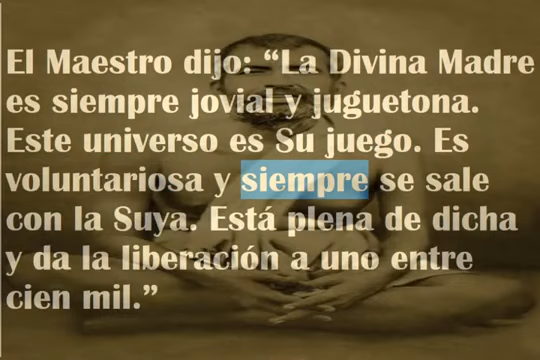 El Maestro dijo: “La Divina Madre
es siempre jovial y juguetona.
Este universo es Su juego. Es
voluntariosa y siempre se sale
con la Suya. Está plena de dicha
y da la liberación a uno entre
cien mil.”